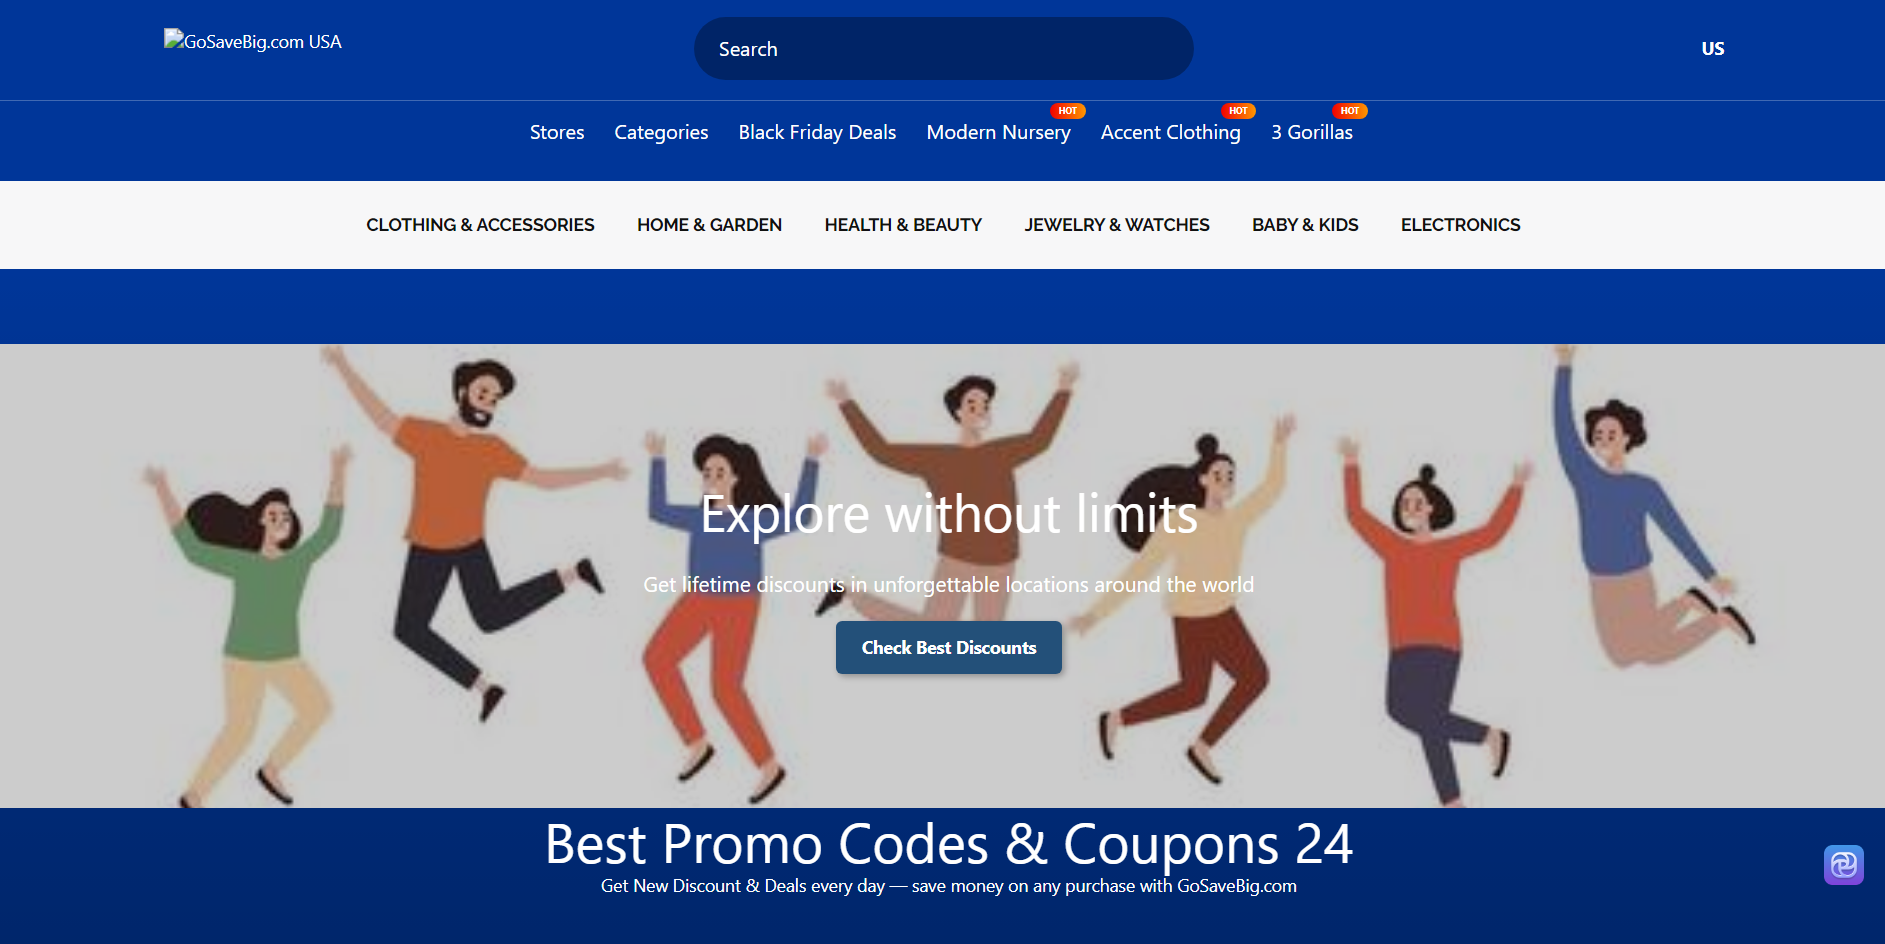 GoSaveBig.com USA
Search
US
HOT HOT HOT
Stores Categories Black Friday Deals Modern Nursery Accent Clothing 3 Gorillas
CLOTHING & ACCESSORIES HOME & GARDEN HEALTH & BEAUTY JEWELRY & WATCHES BABY & KIDS ELECTRONICS
Explore without limits
Get lifetime discounts in unforgettable locations around the world
Check Best Discounts
Best Promo Codes & Coupons 24
Get New Discount & Deals every day — save money on any purchase with GoSaveBig.com